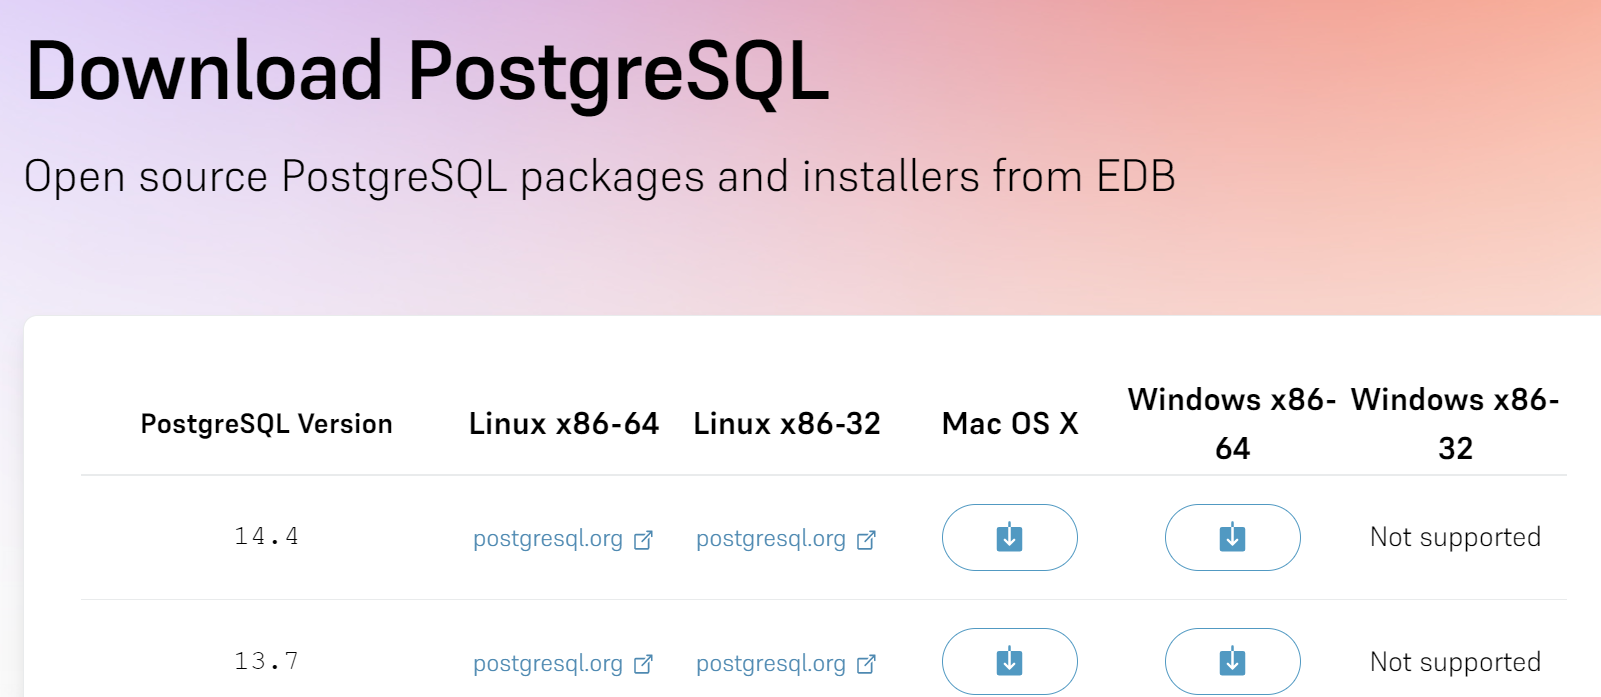 Download PostgreSQL
Open source PostgreSQL packages and installers from EDB
PostgreSQL Version Linux x86-64 Linux x86-32 Mac OS X Windows x86-64 Windows x86-32
14.4 postgresql.org postgresql.org Not supported
13.7 postgresql.org postgresql.org Not supported